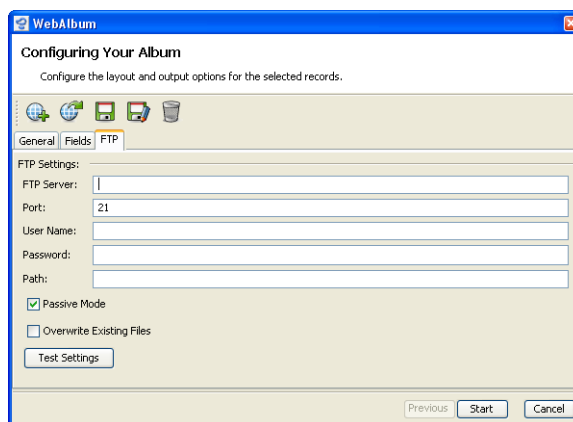 WebAlbum
Configuring Your Album
Configure the layout and output options for the selected records.
General Fields FTP
FTP Settings:
FTP Server:
Port: 21
User Name:
Password:
Path:
Passive Mode
Overwrite Existing Files
Test Settings
Previous Start Cancel